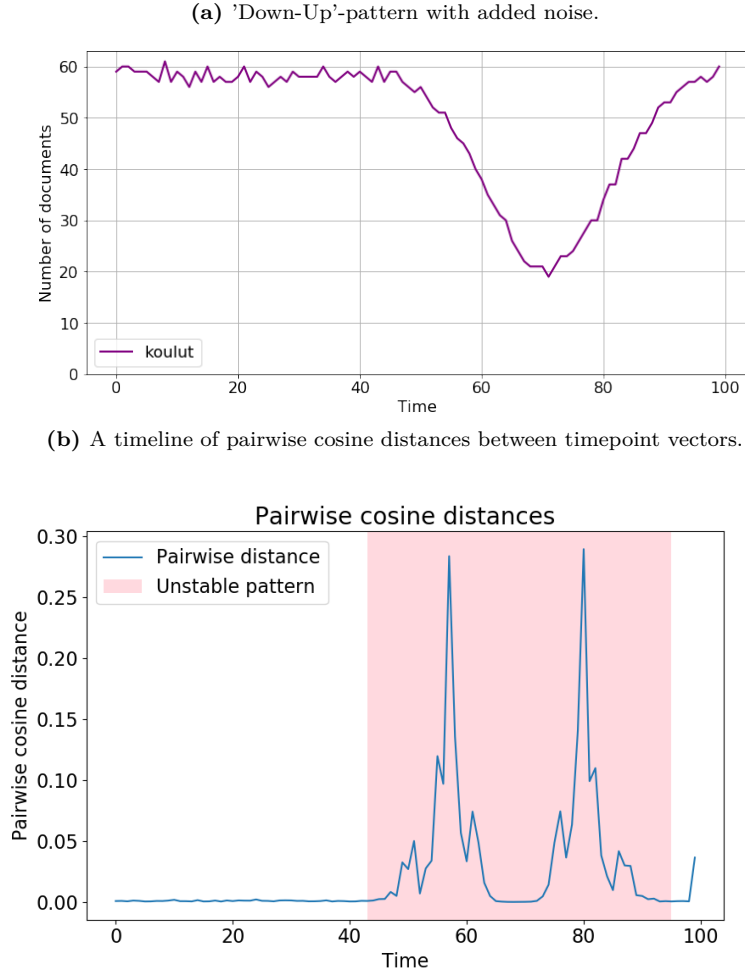 (a) 'Down-Up'-pattern with added noise.
60
50
40
30
20
10
0
Number of documents
koulut
0 20 40 60 80 100
Time
(b) A timeline of pairwise cosine distances between timepoint vectors.
Pairwise cosine distances
0.30
0.25
0.20
0.15
0.10
0.05
0.00
Pairwise cosine distance
Pairwise distance
Unstable pattern
0 20 40 60 80 100
Time